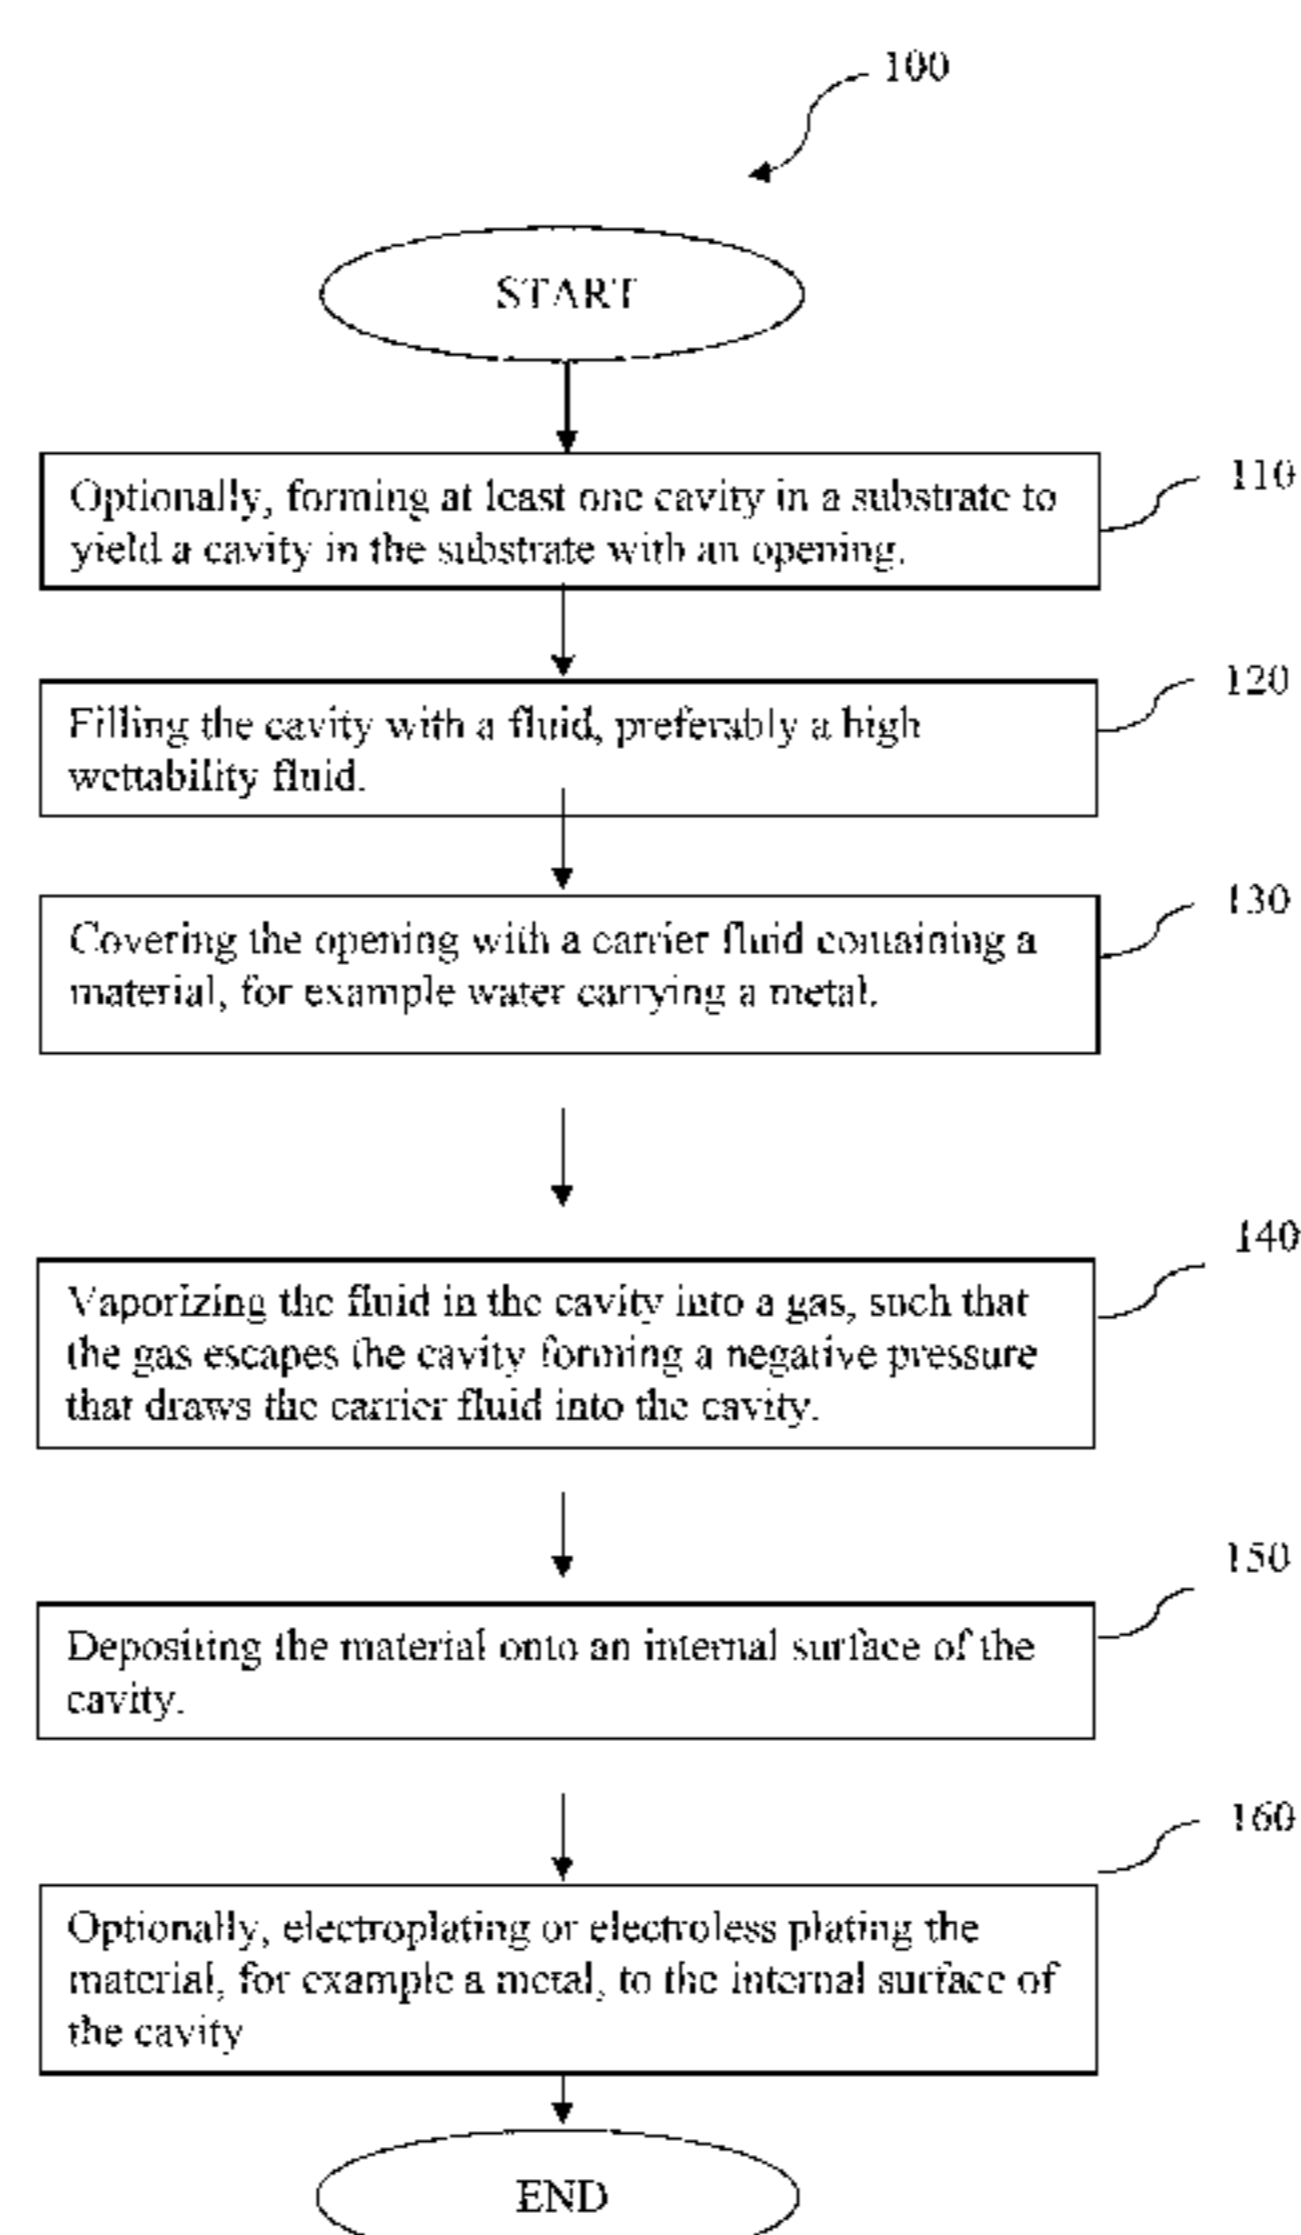 100
START
110
Optionally, forming at least one cavity in a substrate to
yield a cavity in the substrate with an opening.
120
Filling the cavity with a fluid, preferably a high
wettability fluid.
130
Covering the opening with a carrier fluid containing a
material, for example water carrying a metal.
140
Vaporizing the fluid in the cavity into a gas, such that
the gas escapes the cavity forming a negative pressure
that draws the carrier fluid into the cavity.
150
Depositing the material onto an internal surface of the
cavity.
160
Optionally, electroplating or electroless plating the
material, for example a metal, to the internal surface of
the cavity
END